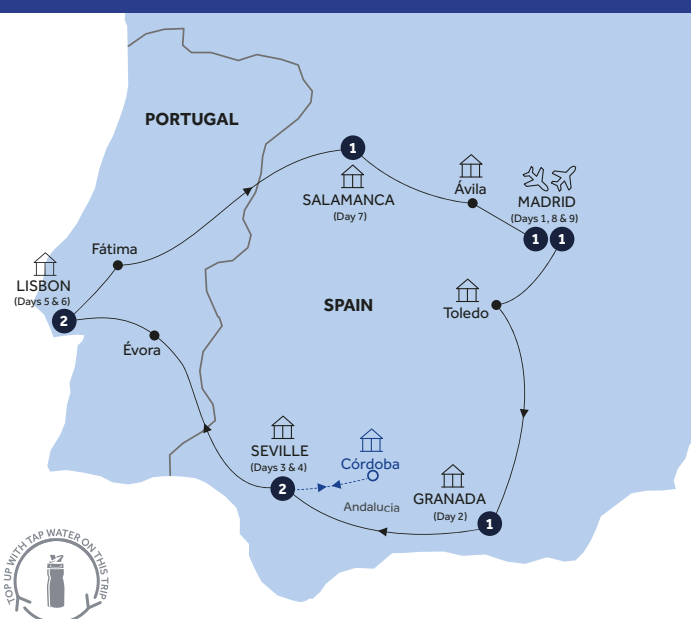 PORTUGAL
1
SALAMANCA
(Day 7)
Ávila
MADRID
(Days 1, 8 & 9)
1 1
Fátima
LISBON
(Days 5 & 6)
2
SPAIN
Toledo
Évora
SEVILLE
(Days 3 & 4)
2
Córdoba
Andalucia
GRANADA
(Day 2)
1
TOP UP WITH TAP WATER ON THIS TRIP